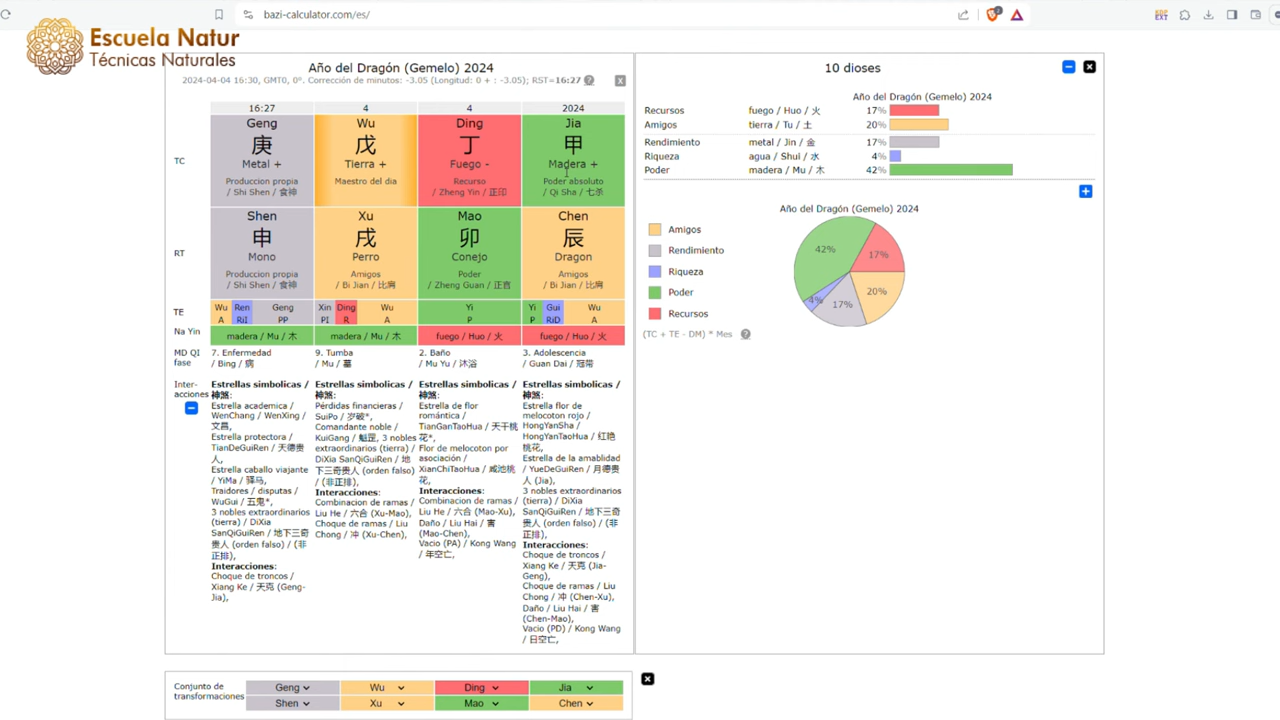 bazi-calculator.com/es/
Escuela Natur
Técnicas Naturales
Año del Dragón (Gemelo) 2024
2024-04-04 16:30, GMT0, 0°. Corrección de minutos: -3.05 (Longitud: 0 + : -3.05); RST=16:27
16:27 4 4 2024
TC
Geng Wu Ding Jia
庚 戊 丁 甲
Metal + Tierra + Fuego - Madera +
Produccion propia / Shi Shen / 食神
Maestro del dia
Recurso / Zheng Yin / 正印
Poder absoluto / Qi Sha / 七杀
RT
Shen Xu Mao Chen
申 戌 卯 辰
Mono Perro Conejo Dragon
Produccion propia / Shi Shen / 食神
Amigos / Bi Jian / 比肩
Poder / Zheng Guan / 正官
Amigos / Bi Jian / 比肩
TE
Wu Ren Geng Xin Ding Wu Yi Yi Gui Wu
A RiI PP PI R A P P RiD A
Na Yin
madera / Mu / 木 madera / Mu / 木 fuego / Huo / 火 fuego / Huo / 火
MD QI
fase
7. Enfermedad
/ Bing / 病
9. Tumba
/ Mu / 墓
2. Baño
/ Mu Yu / 沐浴
3. Adolescencia
/ Guan Dai / 冠带
Inter-
acciones
Estrellas simbolicas /
神煞:
Estrella academica /
WenChang / WenXing /
文昌,
Estrella protectora /
TianDeGuiRen / 天德贵
人,
Estrella caballo viajante
/ YiMa / 驿马,
Traidores / disputas /
WuGui / 五鬼*,
3 nobles extraordinarios
(tierra) / DiXia
SanQiGuiRen / 地下三奇
贵人 (orden falso) / (非
正排),
Interacciones:
Choque de troncos /
Xiang Ke / 天克 (Geng-
Jia),
Estrellas simbolicas /
神煞:
Pérdidas financieras /
SuiPo / 岁破*,
Comandante noble /
KuiGang / 魁罡, 3 nobles
extraordinarios (tierra) /
DiXia SanQiGuiRen / 地
下三奇贵人 (orden falso)
/ (非正排),
Interacciones:
Combinacion de ramas /
Liu He / 六合 (Xu-Mao),
Choque de ramas / Liu
Chong / 冲 (Xu-Chen),
Estrellas simbolicas /
神煞:
Estrella de flor
romántica /
TianGanTaoHua / 天干桃
花*,
Flor de melocoton por
asociación /
XianChiTaoHua / 咸池桃
花,
Interacciones:
Combinacion de ramas /
Liu He / 六合 (Mao-Xu),
Daño / Liu Hai / 害
(Mao-Chen),
Vacio (PA) / Kong Wang
/ 年空亡,
Estrellas simbolicas /
神煞:
Estrella flor de
melocoton rojo /
HongYanSha /
HongYanTaoHua / 红艳
桃花,
Estrella de la amablidad
/ YueDeGuiRen / 月德贵
人 (Jia),
3 nobles extraordinarios
(tierra) / DiXia
SanQiGuiRen / 地下三奇
贵人 (orden falso) / (非
正排),
Interacciones:
Choque de troncos /
Xiang Ke / 天克 (Jia-
Geng),
Choque de ramas / Liu
Chong / 冲 (Chen-Xu),
Daño / Liu Hai / 害
(Chen-Mao),
Vacio (PD) / Kong Wang
/ 日空亡,
10 dioses
Año del Dragón (Gemelo) 2024
Recursos fuego / Huo / 火 17%
Amigos tierra / Tu / 土 20%
Rendimiento metal / Jin / 金 17%
Riqueza agua / Shui / 水 4%
Poder madera / Mu / 木 42%
Año del Dragón (Gemelo) 2024
Amigos
Rendimiento
Riqueza
Poder
Recursos
42%
17%
20%
17%
4%
(TC + TE - DM) * Mes
Conjunto de
transformaciones
Geng Wu Ding Jia
Shen Xu Mao Chen